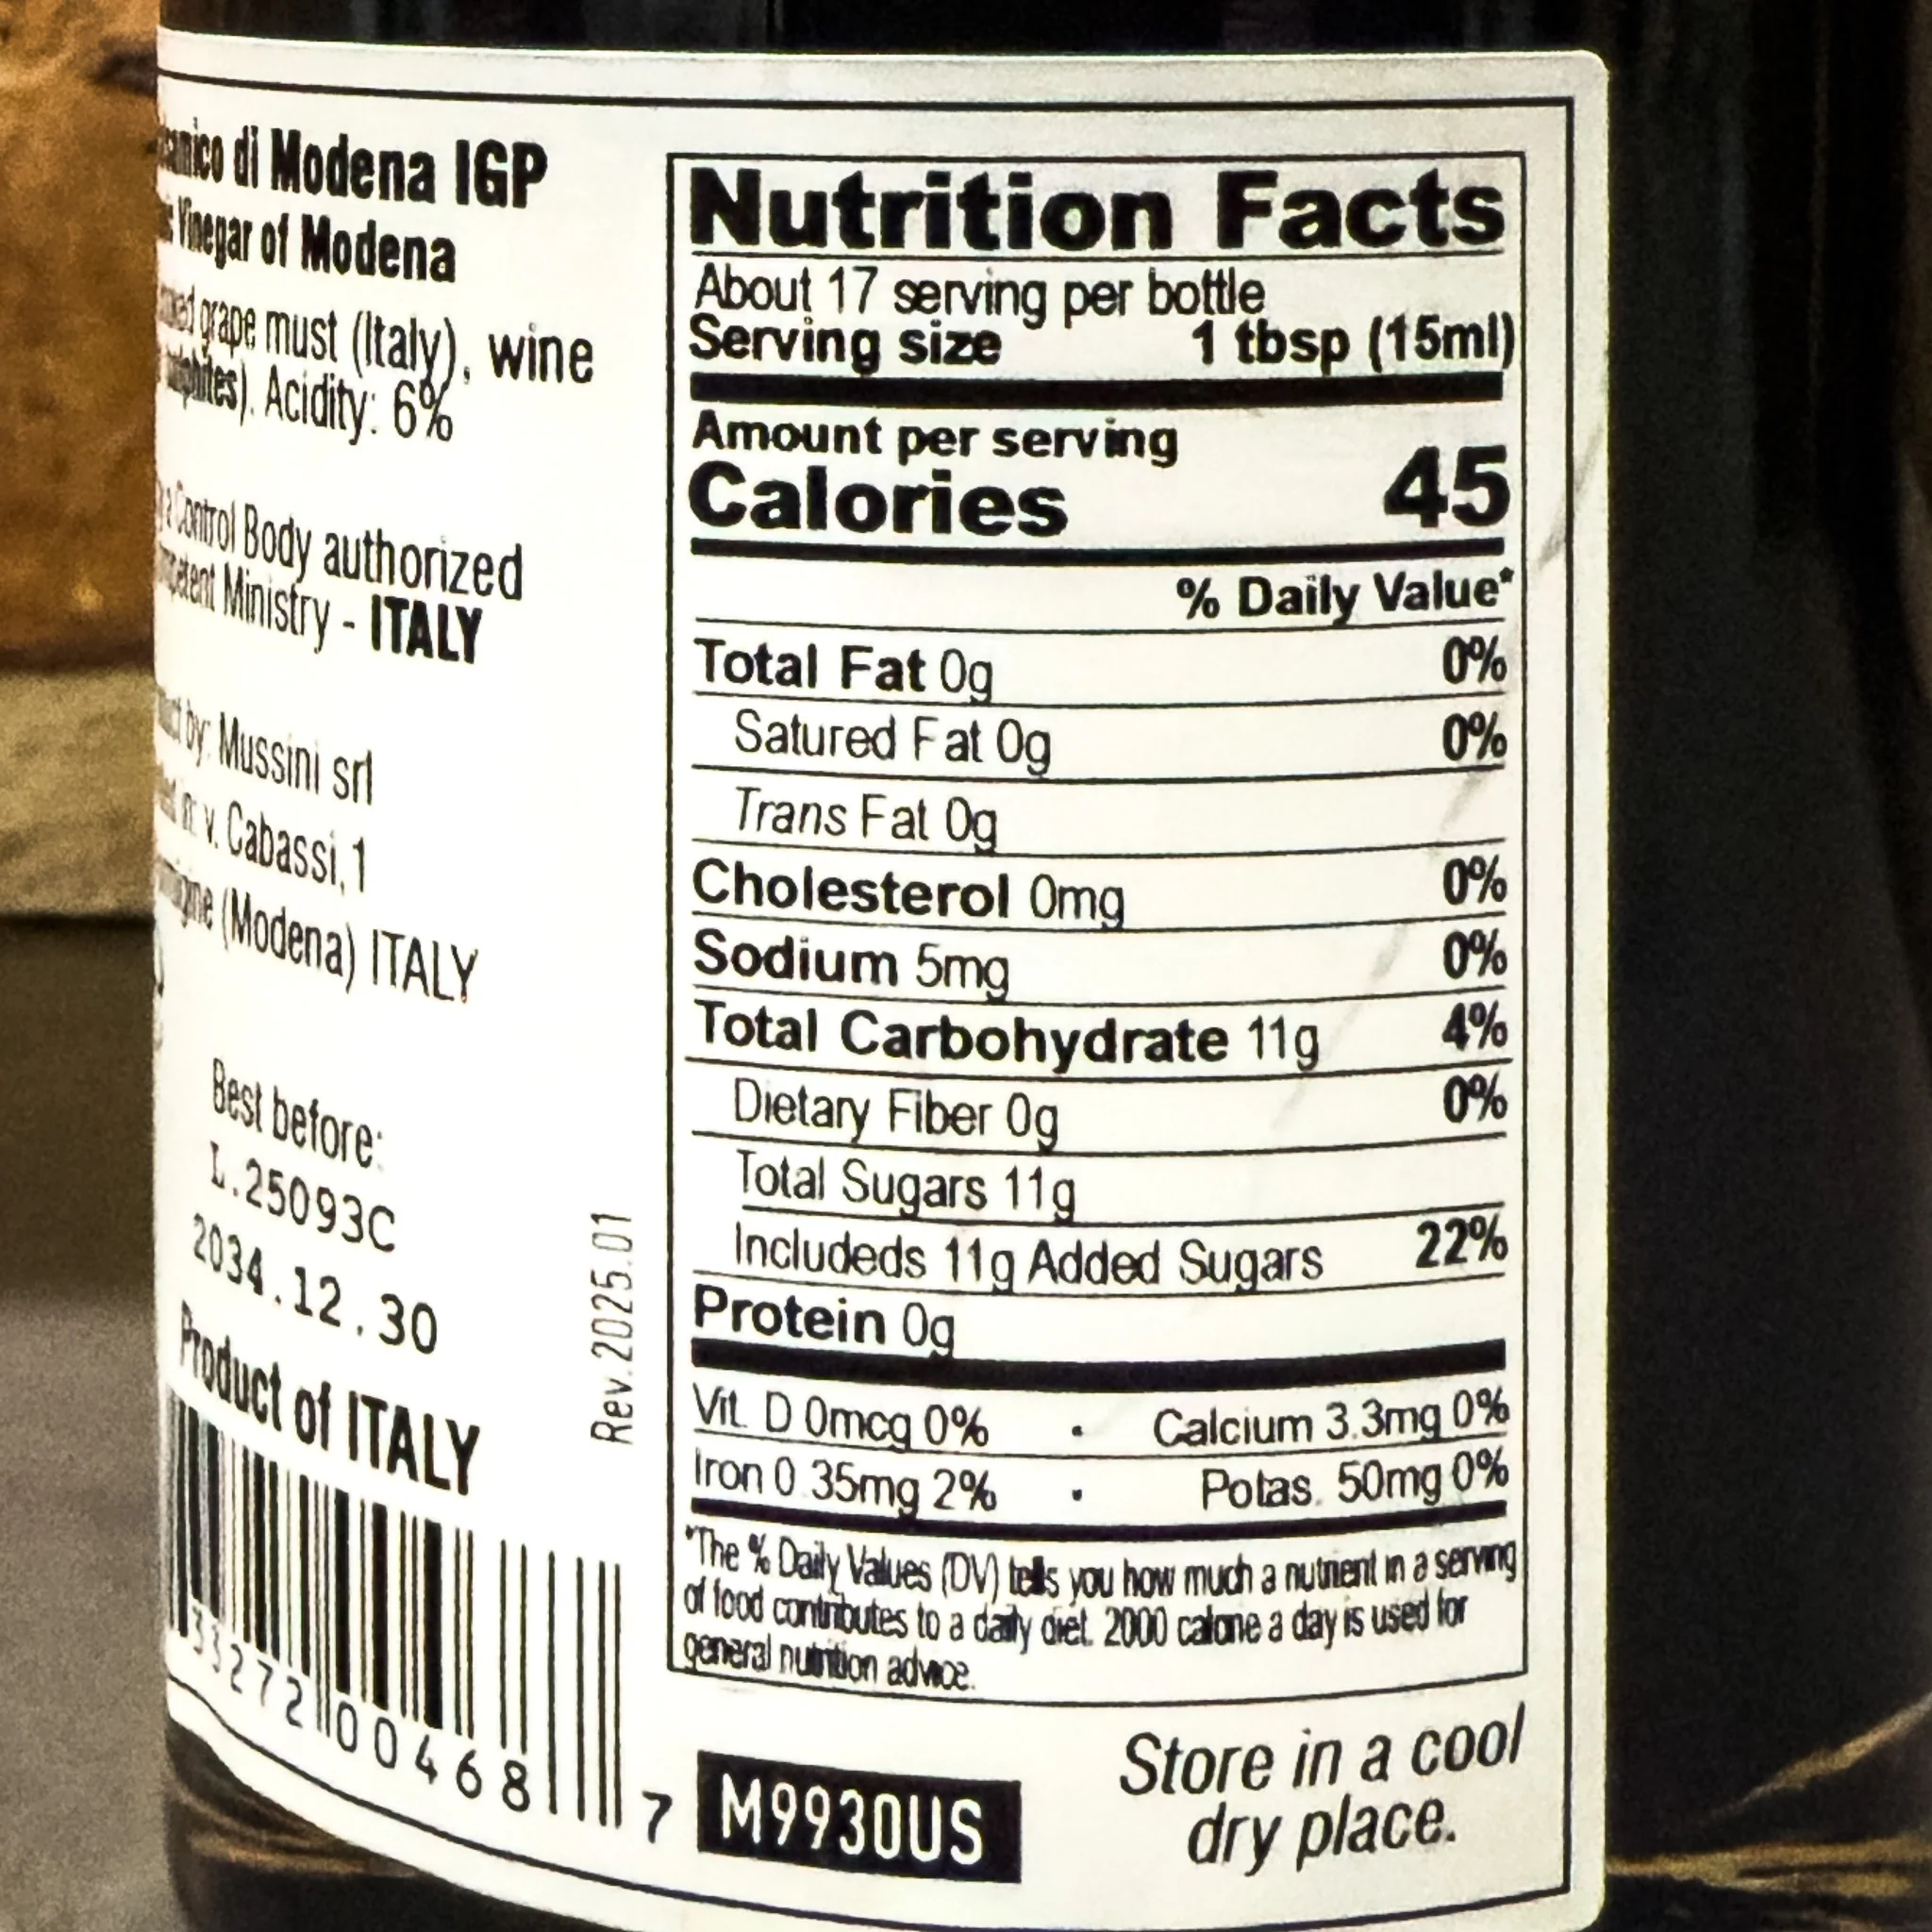 di Modena IGP
Vinegar of Modena
grape must (Italy), wine
Acidity: 6%
Control Body authorized
Ministry - ITALY
by: Mussini srl
v. Cabassi, 1
(Modena) ITALY
Best before:
L.25093C
2034.12.30
Product of ITALY
33272 00468 7
Rev.2025.01
Nutrition Facts
About 17 serving per bottle
Serving size 1 tbsp (15ml)
Amount per serving
Calories 45
% Daily Value*
Total Fat 0g 0%
Satured Fat 0g 0%
Trans Fat 0g
Cholesterol 0mg 0%
Sodium 5mg 0%
Total Carbohydrate 11g 4%
Dietary Fiber 0g 0%
Total Sugars 11g
Includeds 11g Added Sugars 22%
Protein 0g
Vit. D 0mcg 0% • Calcium 3.3mg 0%
Iron 0.35mg 2% • Potas. 50mg 0%
*The % Daily Values (DV) tells you how much a nutrient in a serving
of food contributes to a daily diet. 2000 calorie a day is used for
general nutrition advice.
M9930US
Store in a cool
dry place.